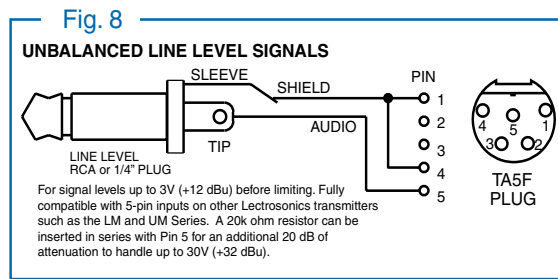 Fig. 8
UNBALANCED LINE LEVEL SIGNALS
SLEEVE
SHIELD
PIN
1
2
3
4
5
AUDIO
TIP
LINE LEVEL
RCA or 1/4" PLUG
4
5
1
3
2
TA5F
PLUG
For signal levels up to 3V (+12 dBu) before limiting. Fully
compatible with 5-pin inputs on other Lectrosonics transmitters
such as the LM and UM Series. A 20k ohm resistor can be
inserted in series with Pin 5 for an additional 20 dB of
attenuation to handle up to 30V (+32 dBu).